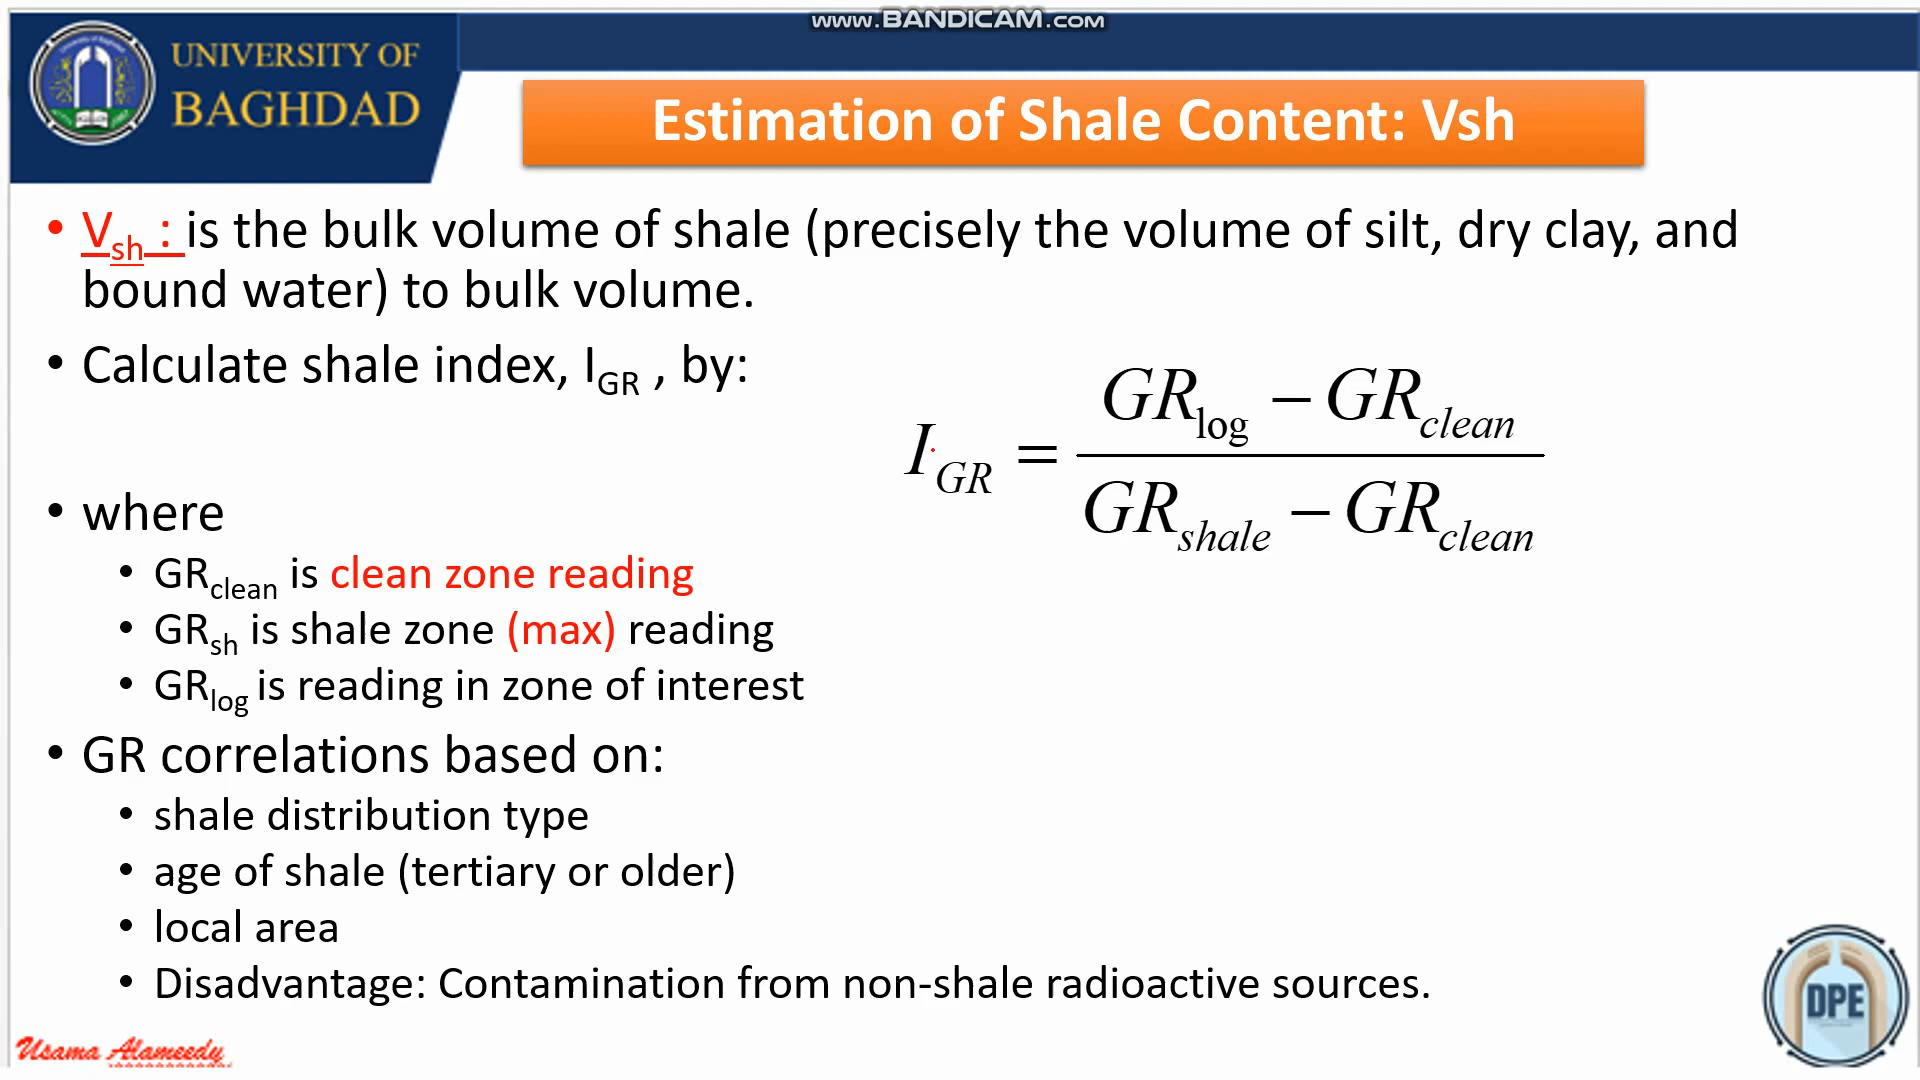 www.BANDICAM.com
UNIVERSITY OF
BAGHDAD
Estimation of Shale Content: Vsh
• Vsh : is the bulk volume of shale (precisely the volume of silt, dry clay, and
bound water) to bulk volume.
• Calculate shale index, IGR , by:
IGR = (GRlog − GRclean) / (GRshale − GRclean)
• where
• GRclean is clean zone reading
• GRsh is shale zone (max) reading
• GRlog is reading in zone of interest
• GR correlations based on:
• shale distribution type
• age of shale (tertiary or older)
• local area
• Disadvantage: Contamination from non-shale radioactive sources.
Usama Alameedy
DPE